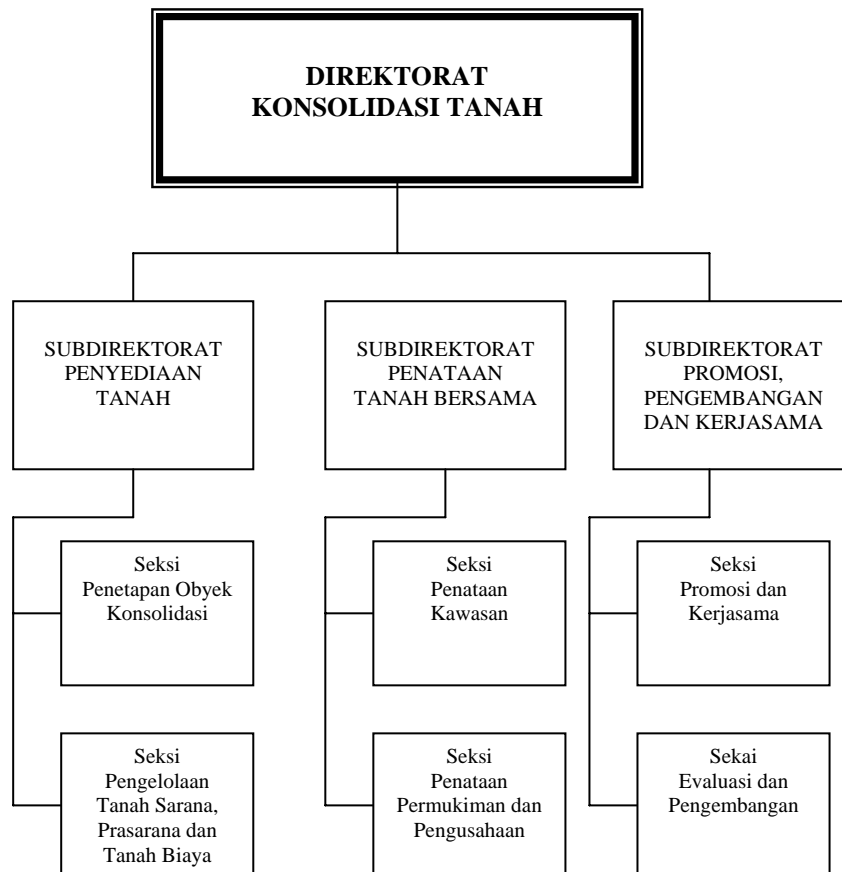 DIREKTORAT
KONSOLIDASI TANAH
SUBDIREKTORAT
PENYEDIAAN
TANAH
SUBDIREKTORAT
PENATAAN
TANAH BERSAMA
SUBDIREKTORAT
PROMOSI,
PENGEMBANGAN
DAN KERJASAMA
Seksi
Penetapan Obyek
Konsolidasi
Seksi
Penataan
Kawasan
Seksi
Promosi dan
Kerjasama
Seksi
Pengelolaan
Tanah Sarana,
Prasarana dan
Tanah Biaya
Seksi
Penataan
Permukiman dan
Pengusahaan
Sekai
Evaluasi dan
Pengembangan